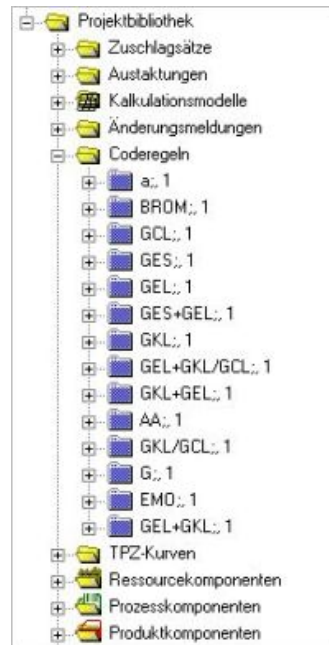 Projektbibliothek
Zuschlagsätze
Austaktungen
Kalkulationsmodelle
Änderungsmeldungen
Coderegeln
a;, 1
BROM;, 1
GCL;, 1
GES;, 1
GEL;, 1
GES+GEL;, 1
GKL;, 1
GEL+GKL/GCL;, 1
GKL+GEL;, 1
AA;, 1
GKL/GCL;, 1
G;, 1
EMO;, 1
GEL+GKL;, 1
TPZ-Kurven
Ressourcekomponenten
Prozesskomponenten
Produktkomponenten